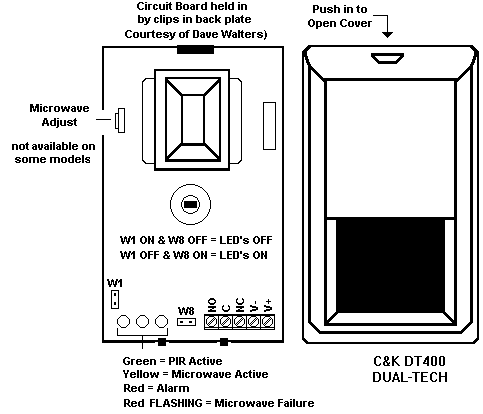 Circuit Board held in
by clips in back plate
Courtesy of Dave Walters)
Push in to
Open Cover
Microwave
Adjust
not available on
some models
W1 ON & W8 OFF = LED's OFF
W1 OFF & W8 ON = LED's ON
W1
W8
NO
C
NC
V-
V+
Green = PIR Active
Yellow = Microwave Active
Red = Alarm
Red FLASHING = Microwave Failure
C&K DT400
DUAL-TECH